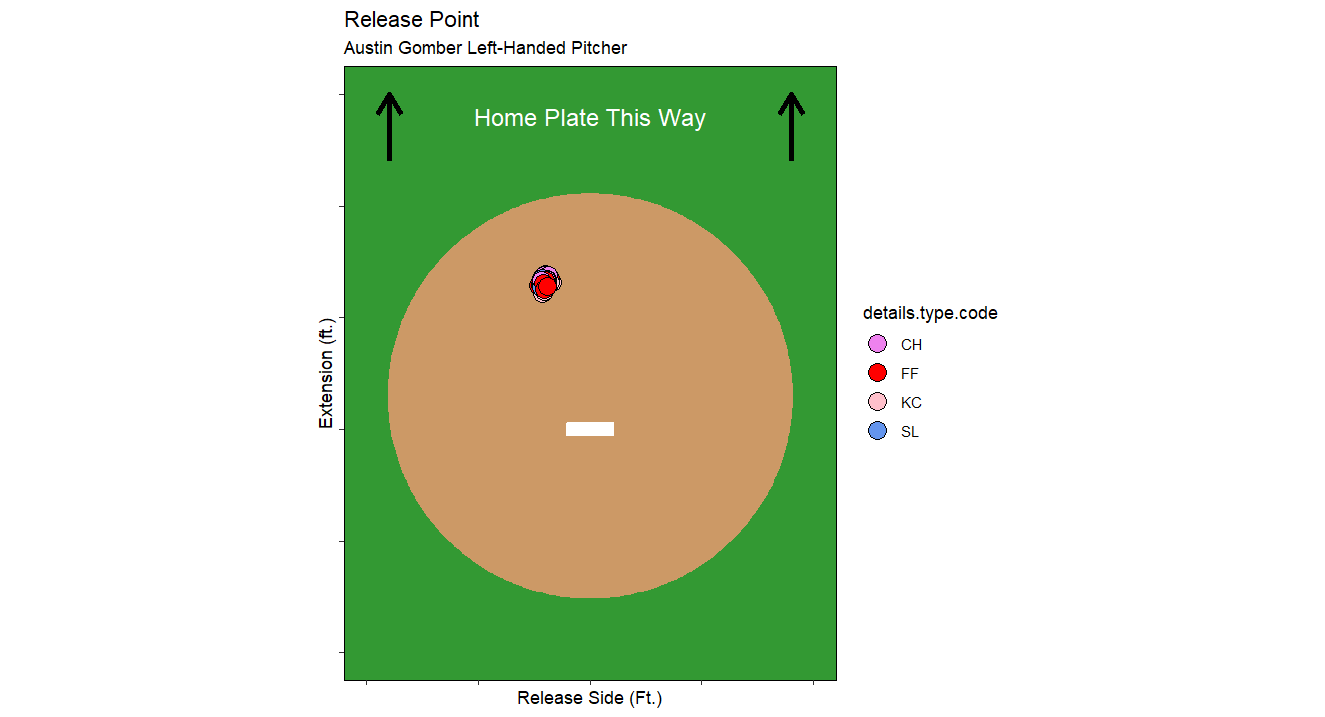 Release Point
Austin Gomber Left-Handed Pitcher
Home Plate This Way
Extension (ft.)
Release Side (Ft.)
details.type.code
CH
FF
KC
SL